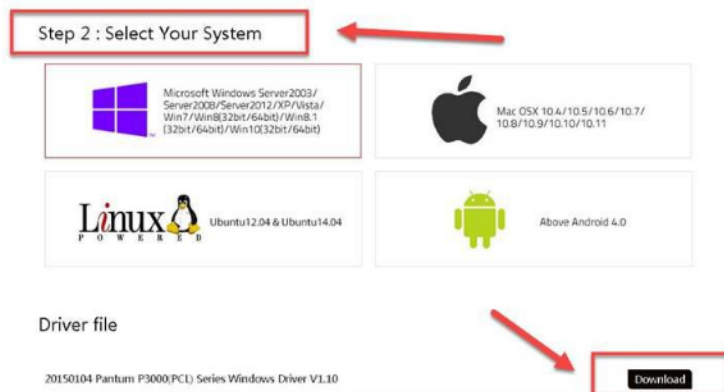 Step 2 : Select Your System
Microsoft Windows Server2003/
Server2008/Server2012/XP/Vista/
Win7/Win8(32bit/64bit)/Win8.1
(32bit/64bit)/Win10(32bit/64bit)
Mac OSX 10.4/10.5/10.6/10.7/
10.8/10.9/10.10/10.11
Linux
POWERED
Ubuntu12.04 & Ubuntu14.04
Above Android 4.0
Driver file
20150104 Pantum P3000(PCL) Series Windows Driver V1.10
Download